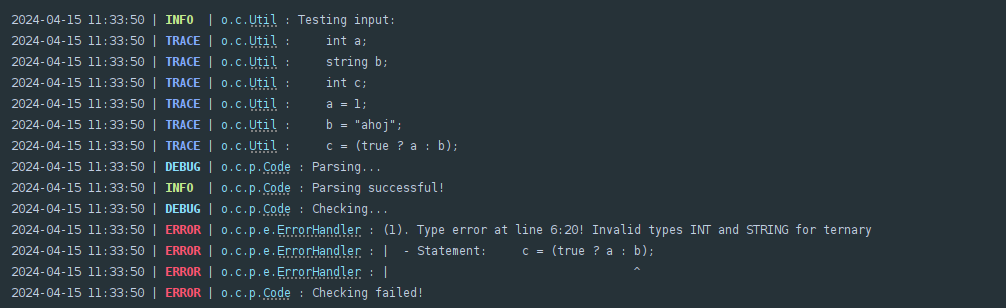 2024-04-15 11:33:50 | INFO  | o.c.Util : Testing input:
2024-04-15 11:33:50 | TRACE | o.c.Util :     int a;
2024-04-15 11:33:50 | TRACE | o.c.Util :     string b;
2024-04-15 11:33:50 | TRACE | o.c.Util :     int c;
2024-04-15 11:33:50 | TRACE | o.c.Util :     a = 1;
2024-04-15 11:33:50 | TRACE | o.c.Util :     b = "ahoj";
2024-04-15 11:33:50 | TRACE | o.c.Util :     c = (true ? a : b);
2024-04-15 11:33:50 | DEBUG | o.c.p.Code : Parsing...
2024-04-15 11:33:50 | INFO  | o.c.p.Code : Parsing successful!
2024-04-15 11:33:50 | DEBUG | o.c.p.Code : Checking...
2024-04-15 11:33:50 | ERROR | o.c.p.e.ErrorHandler : (1). Type error at line 6:20! Invalid types INT and STRING for ternary
2024-04-15 11:33:50 | ERROR | o.c.p.e.ErrorHandler : |  - Statement:     c = (true ? a : b);
2024-04-15 11:33:50 | ERROR | o.c.p.e.ErrorHandler : |                                   ^
2024-04-15 11:33:50 | ERROR | o.c.p.Code : Checking failed!